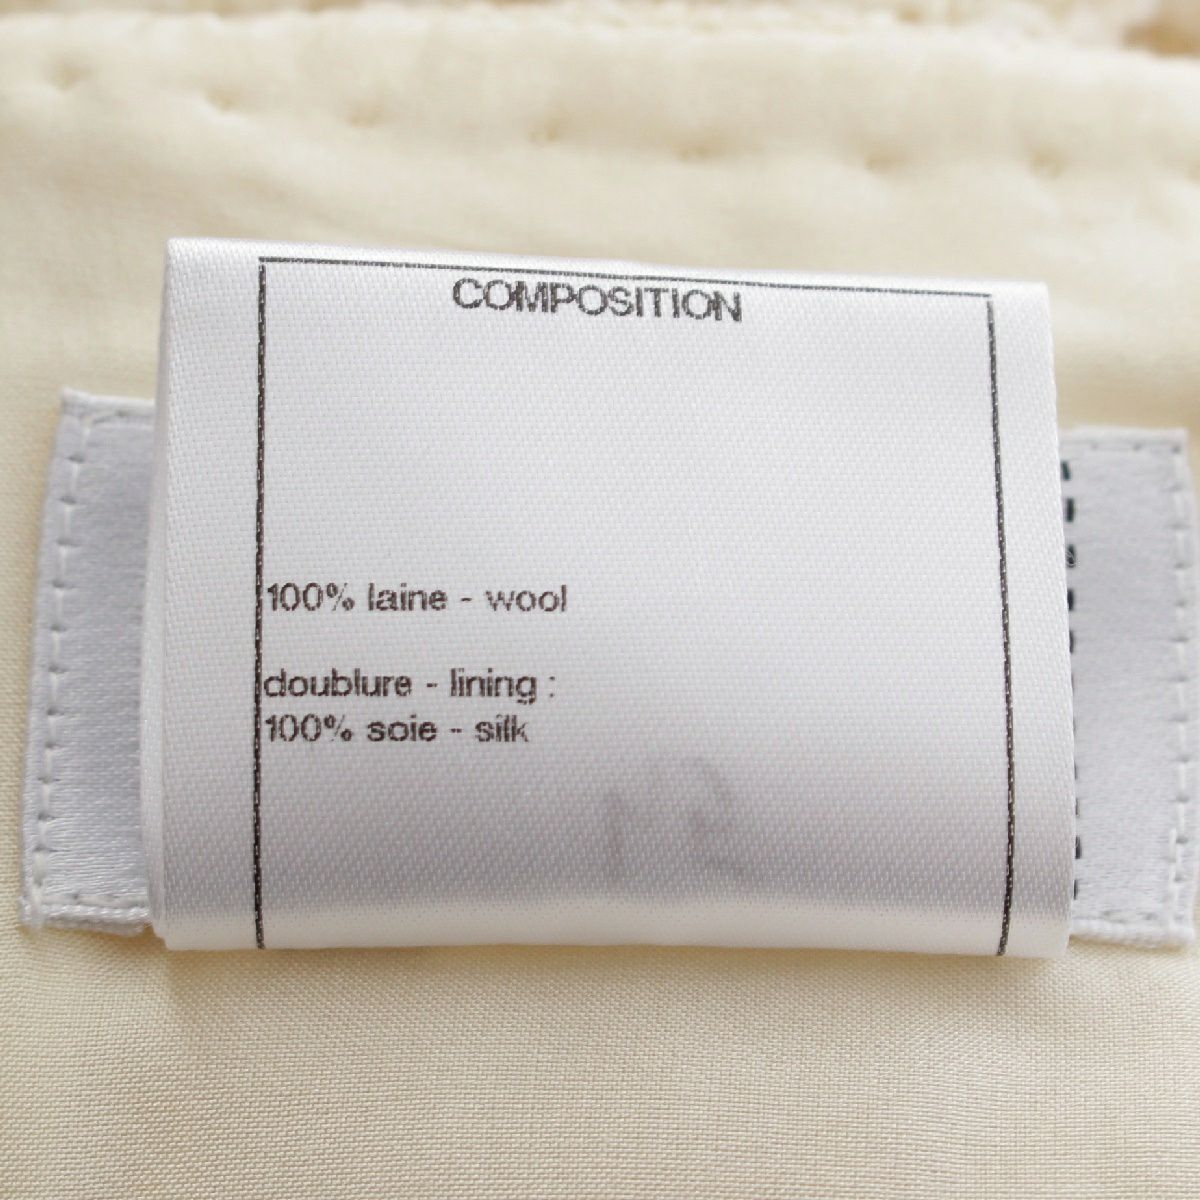 COMPOSITION
100% laine - wool
doublure - lining :
100% soie - silk